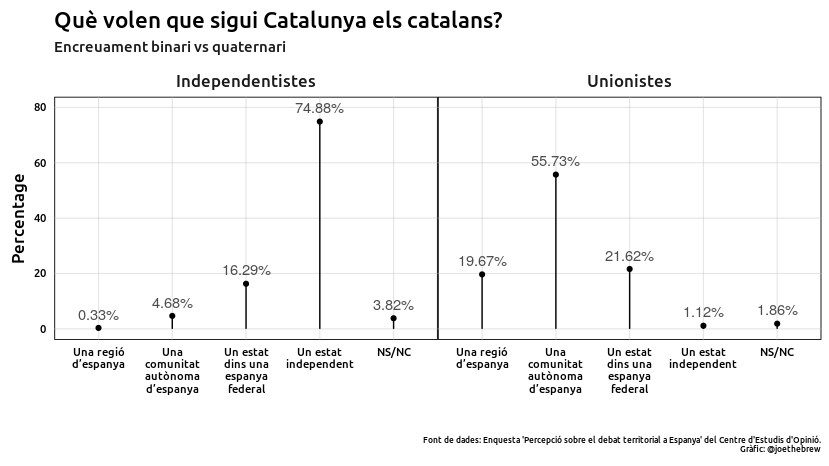 Què volen que sigui Catalunya els catalans?
Encreuament binari vs quaternari
Independentistes
Unionistes
Percentage
80
60
40
20
0
0.33%
4.68%
16.29%
74.88%
3.82%
19.67%
55.73%
21.62%
1.12%
1.86%
Una regió
d'espanya
Una
comunitat
autònoma
d'espanya
Un estat
dins una
espanya
federal
Un estat
independent
NS/NC
Una regió
d'espanya
Una
comunitat
autònoma
d'espanya
Un estat
dins una
espanya
federal
Un estat
independent
NS/NC
Font de dades: Enquesta 'Percepció sobre el debat territorial a Espanya' del Centre d'Estudis d'Opinió.
Gràfic: @joethebrew